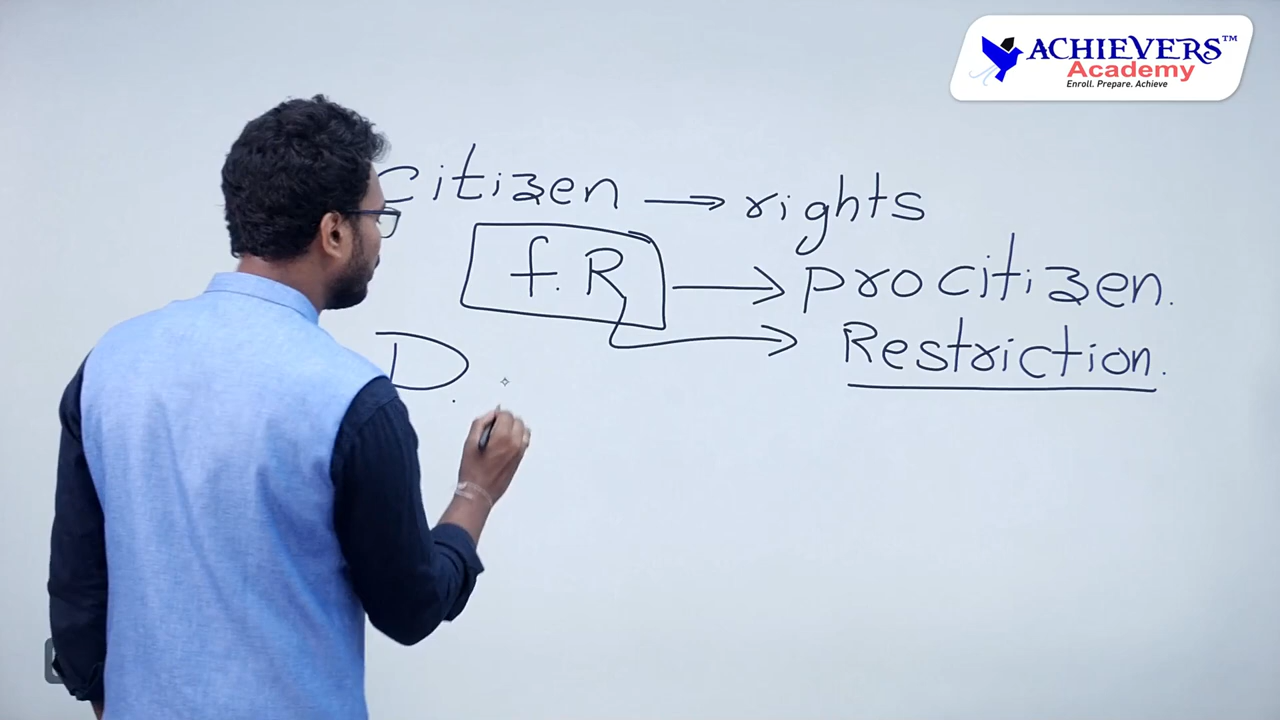 ACHIEVERS™
Academy
Enroll. Prepare. Achieve
citizen → rights
f.R → procitizen.
→ Restriction.
D.